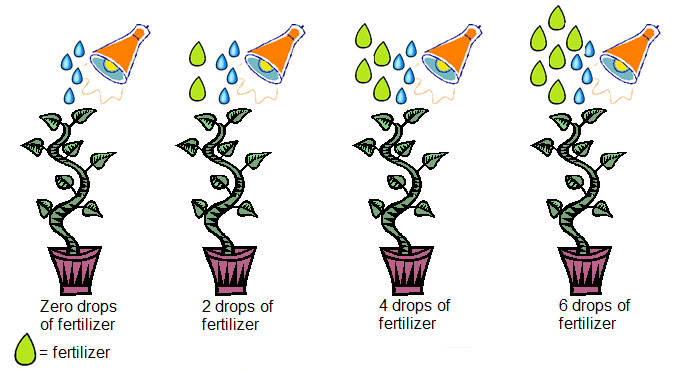 Zero drops
of fertilizer
2 drops of
fertilizer
4 drops of
fertilizer
6 drops of
fertilizer
= fertilizer